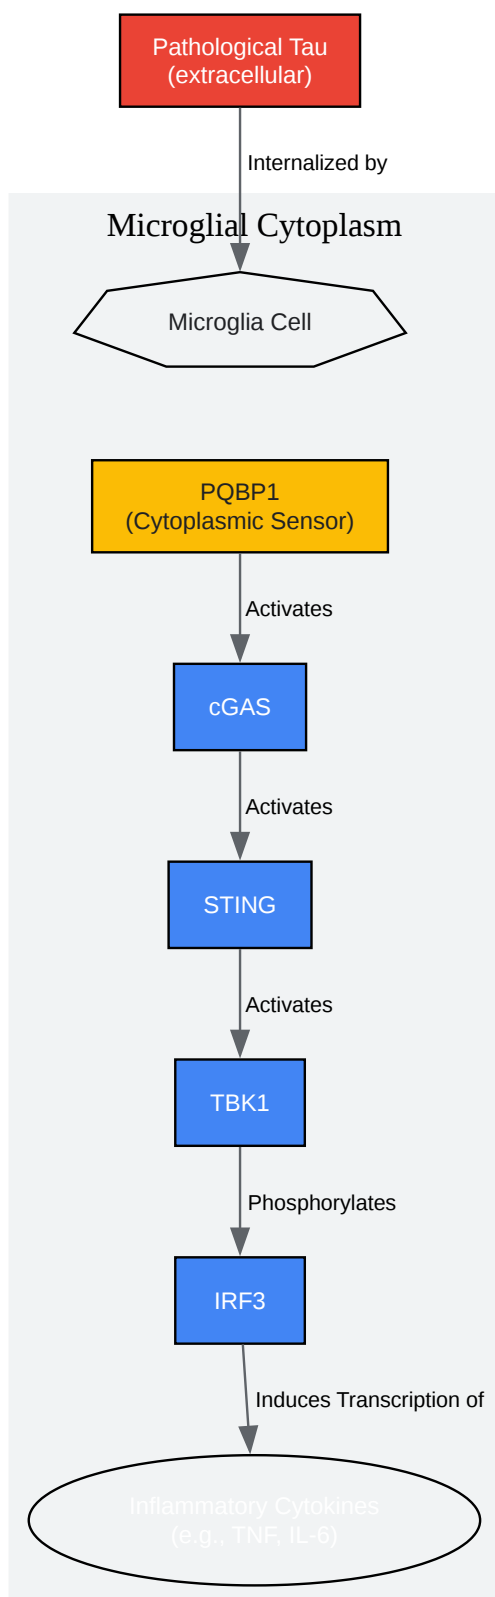 Pathological Tau
(extracellular)
Internalized by
Microglial Cytoplasm
Microglia Cell
PQBP1
(Cytoplasmic Sensor)
Activates
cGAS
Activates
STING
Activates
TBK1
Phosphorylates
IRF3
Induces Transcription of
Inflammatory Cytokines
(e.g., TNF, IL-6)